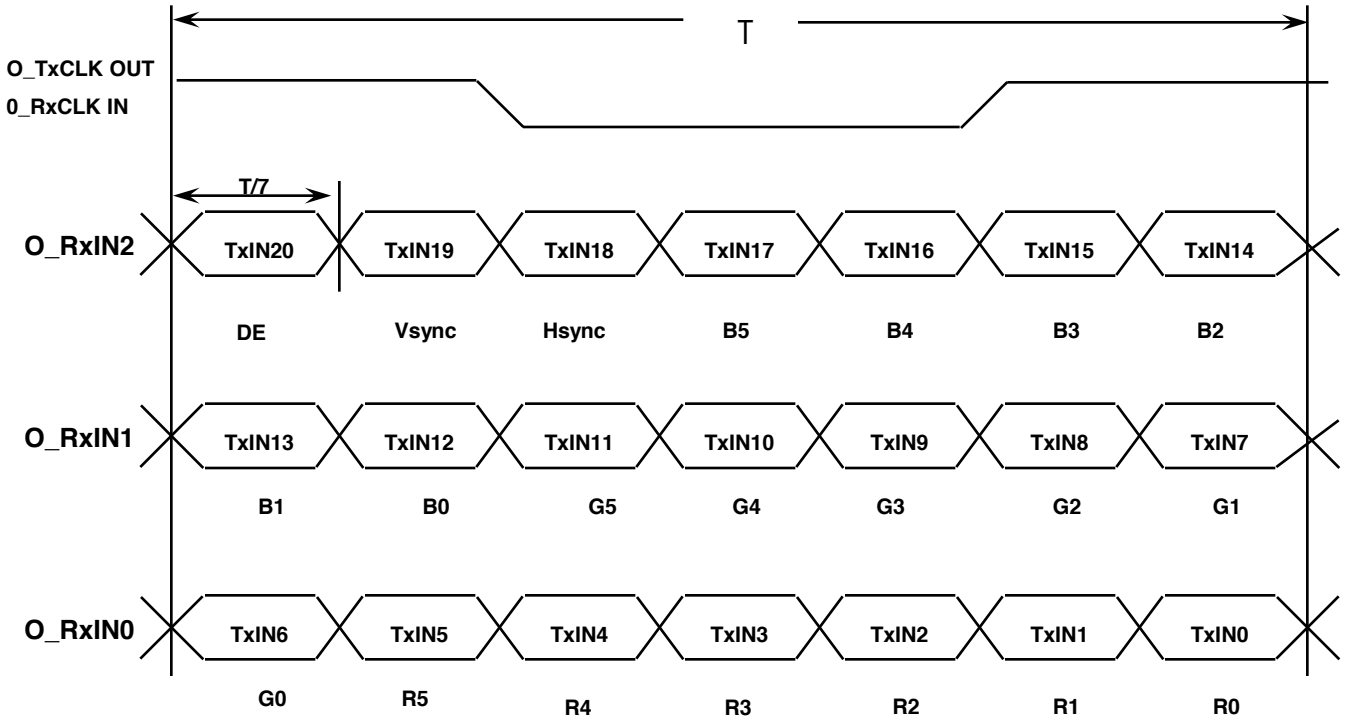 T
O_TxCLK OUT
0_RxCLK IN
T/7
O_RxIN2 TxIN20 TxIN19 TxIN18 TxIN17 TxIN16 TxIN15 TxIN14
DE Vsync Hsync B5 B4 B3 B2
O_RxIN1 TxIN13 TxIN12 TxIN11 TxIN10 TxIN9 TxIN8 TxIN7
B1 B0 G5 G4 G3 G2 G1
O_RxIN0 TxIN6 TxIN5 TxIN4 TxIN3 TxIN2 TxIN1 TxIN0
G0 R5 R4 R3 R2 R1 R0